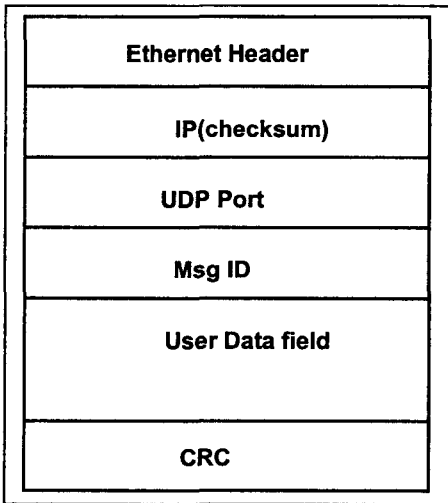 Ethernet Header
IP(checksum)
UDP Port
Msg ID
User Data field
CRC